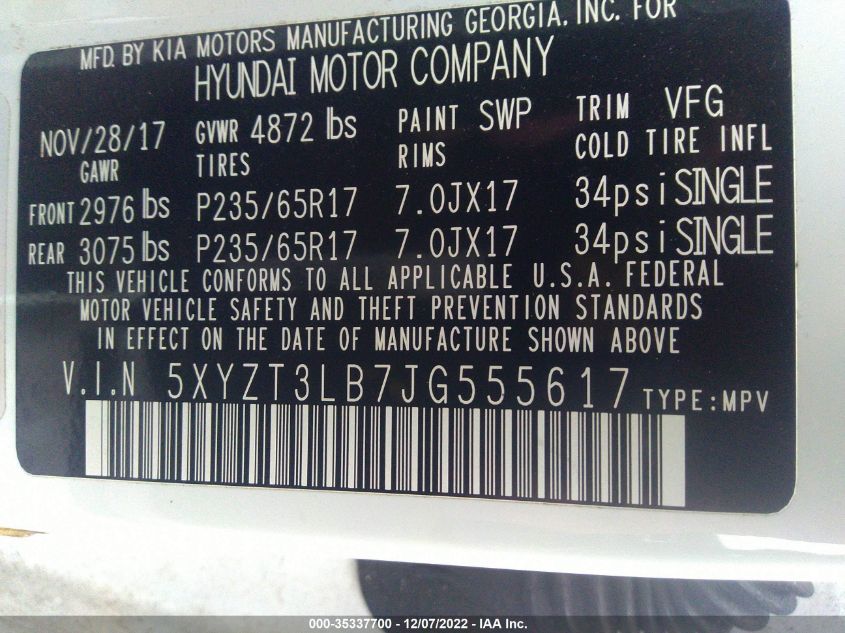 MFD. BY KIA MOTORS MANUFACTURING GEORGIA, INC. FOR
HYUNDAI MOTOR COMPANY
NOV/28/17 GVWR 4872 lbs PAINT SWP TRIM VFG
GAWR TIRES RIMS COLD TIRE INFL
FRONT 2976 lbs P235/65R17 7.0JX17 34psi SINGLE
REAR 3075 lbs P235/65R17 7.0JX17 34psi SINGLE
THIS VEHICLE CONFORMS TO ALL APPLICABLE U.S.A. FEDERAL
MOTOR VEHICLE SAFETY AND THEFT PREVENTION STANDARDS
IN EFFECT ON THE DATE OF MANUFACTURE SHOWN ABOVE
V.I.N 5XYZT3LB7JG555617 TYPE:MPV
000-35337700 - 12/07/2022 - IAA Inc.